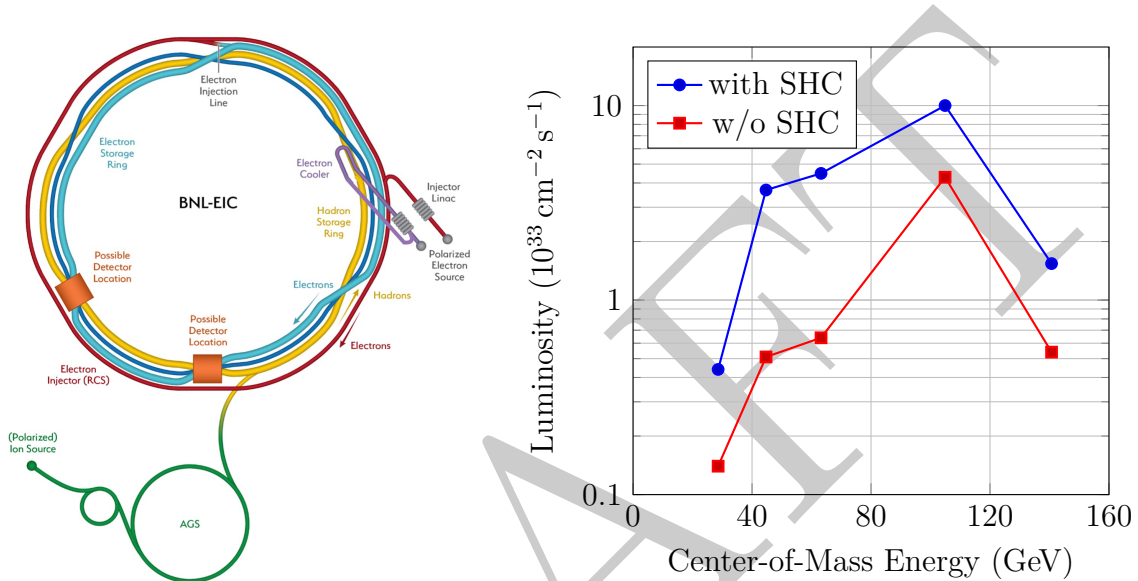 Electron
Injection
Line
Electron
Storage
Ring
Electron
Cooler
BNL-EIC
Injector
Linac
Hadron
Storage
Ring
Polarized
Electron
Source
Possible
Detector
Location
Electrons
Hadrons
Possible
Detector
Location
Electrons
Electron
Injector (RCS)
(Polarized)
Ion Source
AGS
with SHC
w/o SHC
10
1
0.1
0
40
80
120
160
Luminosity (10³³ cm⁻² s⁻¹)
Center-of-Mass Energy (GeV)
AFT